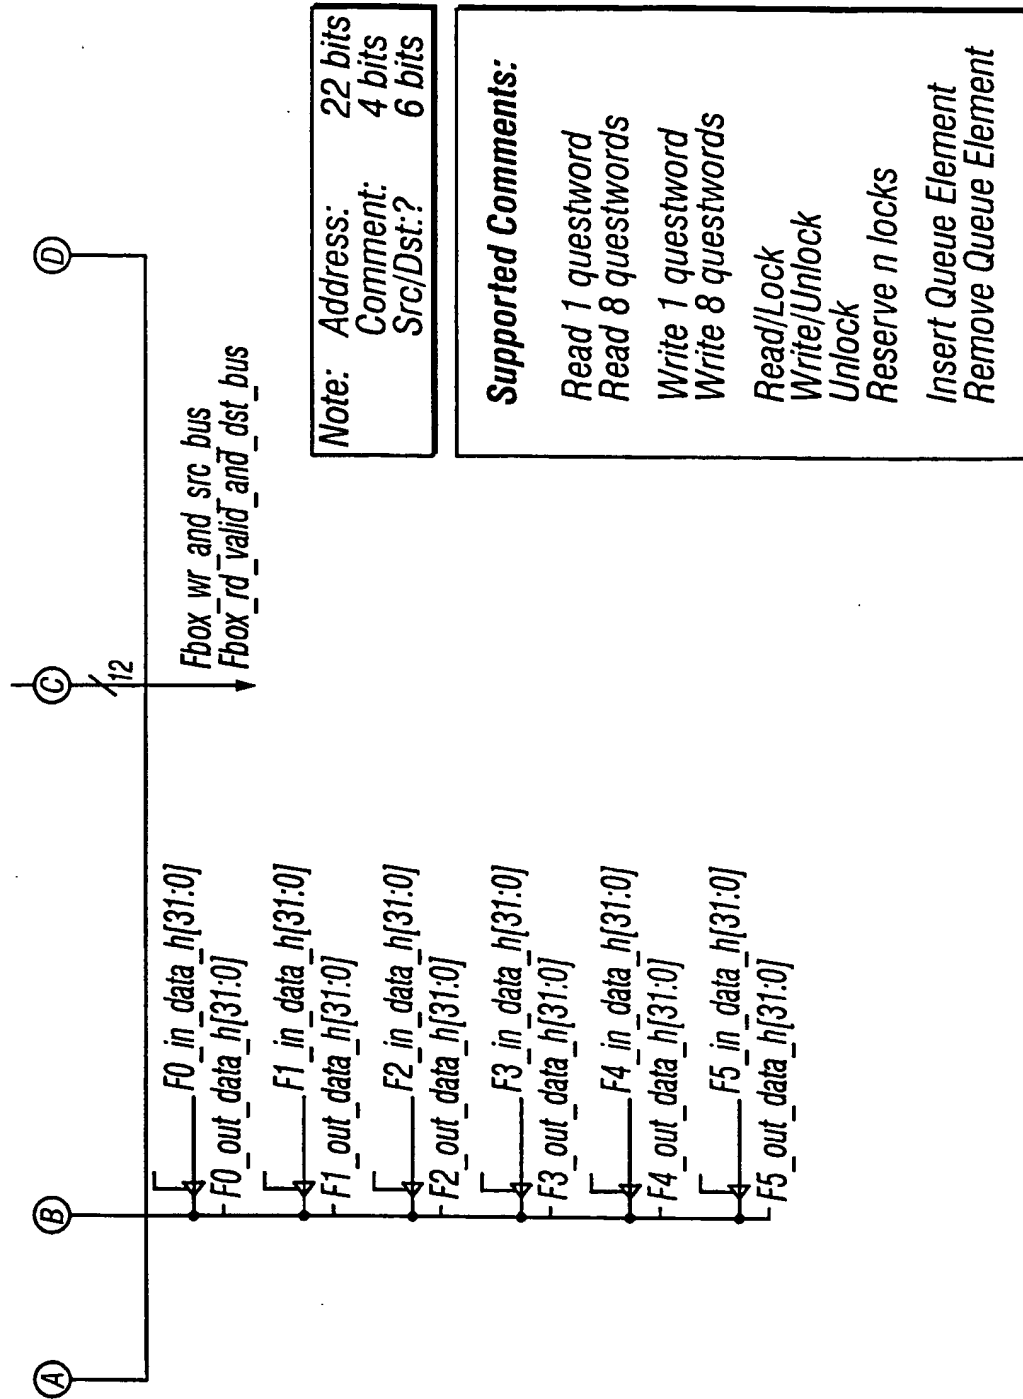 A
B
C
D
12
Fbox_wr_and_src_bus
Fbox_rd_valid_and_dst_bus
F0_in_data_h[31:0]
F0_out_data_h[31:0]
F1_in_data_h[31:0]
F1_out_data_h[31:0]
F2_in_data_h[31:0]
F2_out_data_h[31:0]
F3_in_data_h[31:0]
F3_out_data_h[31:0]
F4_in_data_h[31:0]
F4_out_data_h[31:0]
F5_in_data_h[31:0]
F5_out_data_h[31:0]
Note: Address: 22 bits
Comment: 4 bits
Src/Dst:? 6 bits
Supported Comments:
Read 1 questword
Read 8 questwords
Write 1 questword
Write 8 questwords
Read/Lock
Write/Unlock
Unlock
Reserve n locks
Insert Queue Element
Remove Queue Element